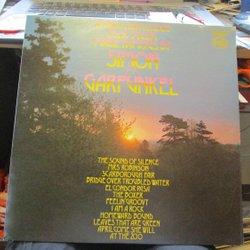 SIMON
GARFUNKEL
THE SOUND OF SILENCE
MRS ROBINSON
SCARBOROUGH FAIR
BRIDGE OVER TROUBLED WATER
EL CONDOR PASA
THE BOXER
FEELIN GROOVY
I AM A ROCK
HOMEWARD BOUND
LEAVES THAT ARE GREEN
APRIL COME SHE WILL
AT THE ZOO